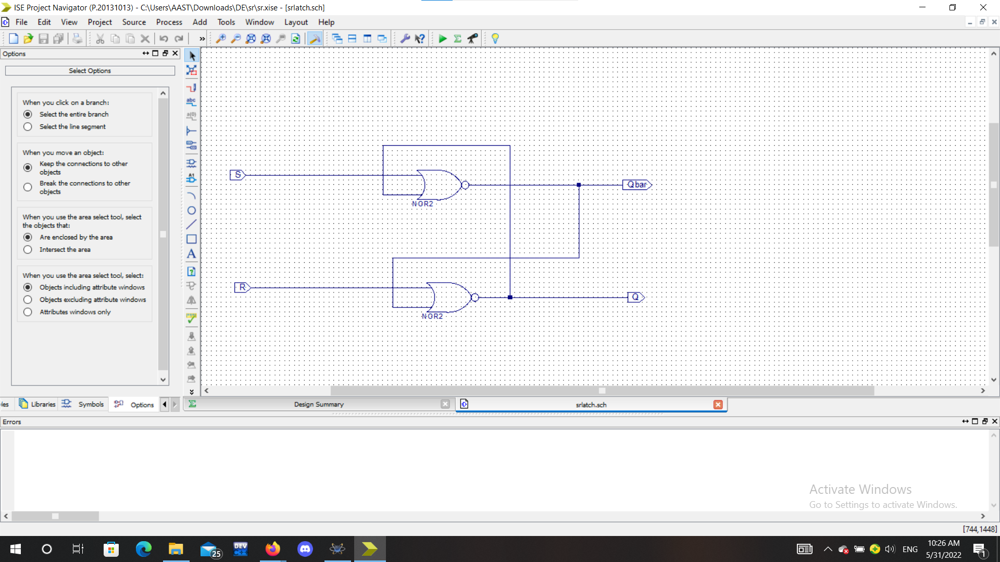 ISE Project Navigator (P.20131013) - C:\Users\AAST\Downloads\DE\sr\sr.xise - [srlatch.sch]
File Edit View Project Source Process Add Tools Window Layout Help
»
Options
Select Options
When you click on a branch:
Select the entire branch
Select the line segment
When you move an object:
Keep the connections to other
objects
Break the connections to other
objects
When you use the area select tool, select
the objects that:
Are enclosed by the area
Intersect the area
When you use the area select tool, select:
Objects including attribute windows
Objects excluding attribute windows
Attributes windows only
abc
a(0)
A1
A
S
NOR2
Qbar
R
NOR2
Q
les Libraries Symbols Options
Design Summary
srlatch.sch
Errors
Activate Windows
Go to Settings to activate Windows.
[744,1448]
25
DEV
C++
ENG
10:26 AM
5/31/2022
1